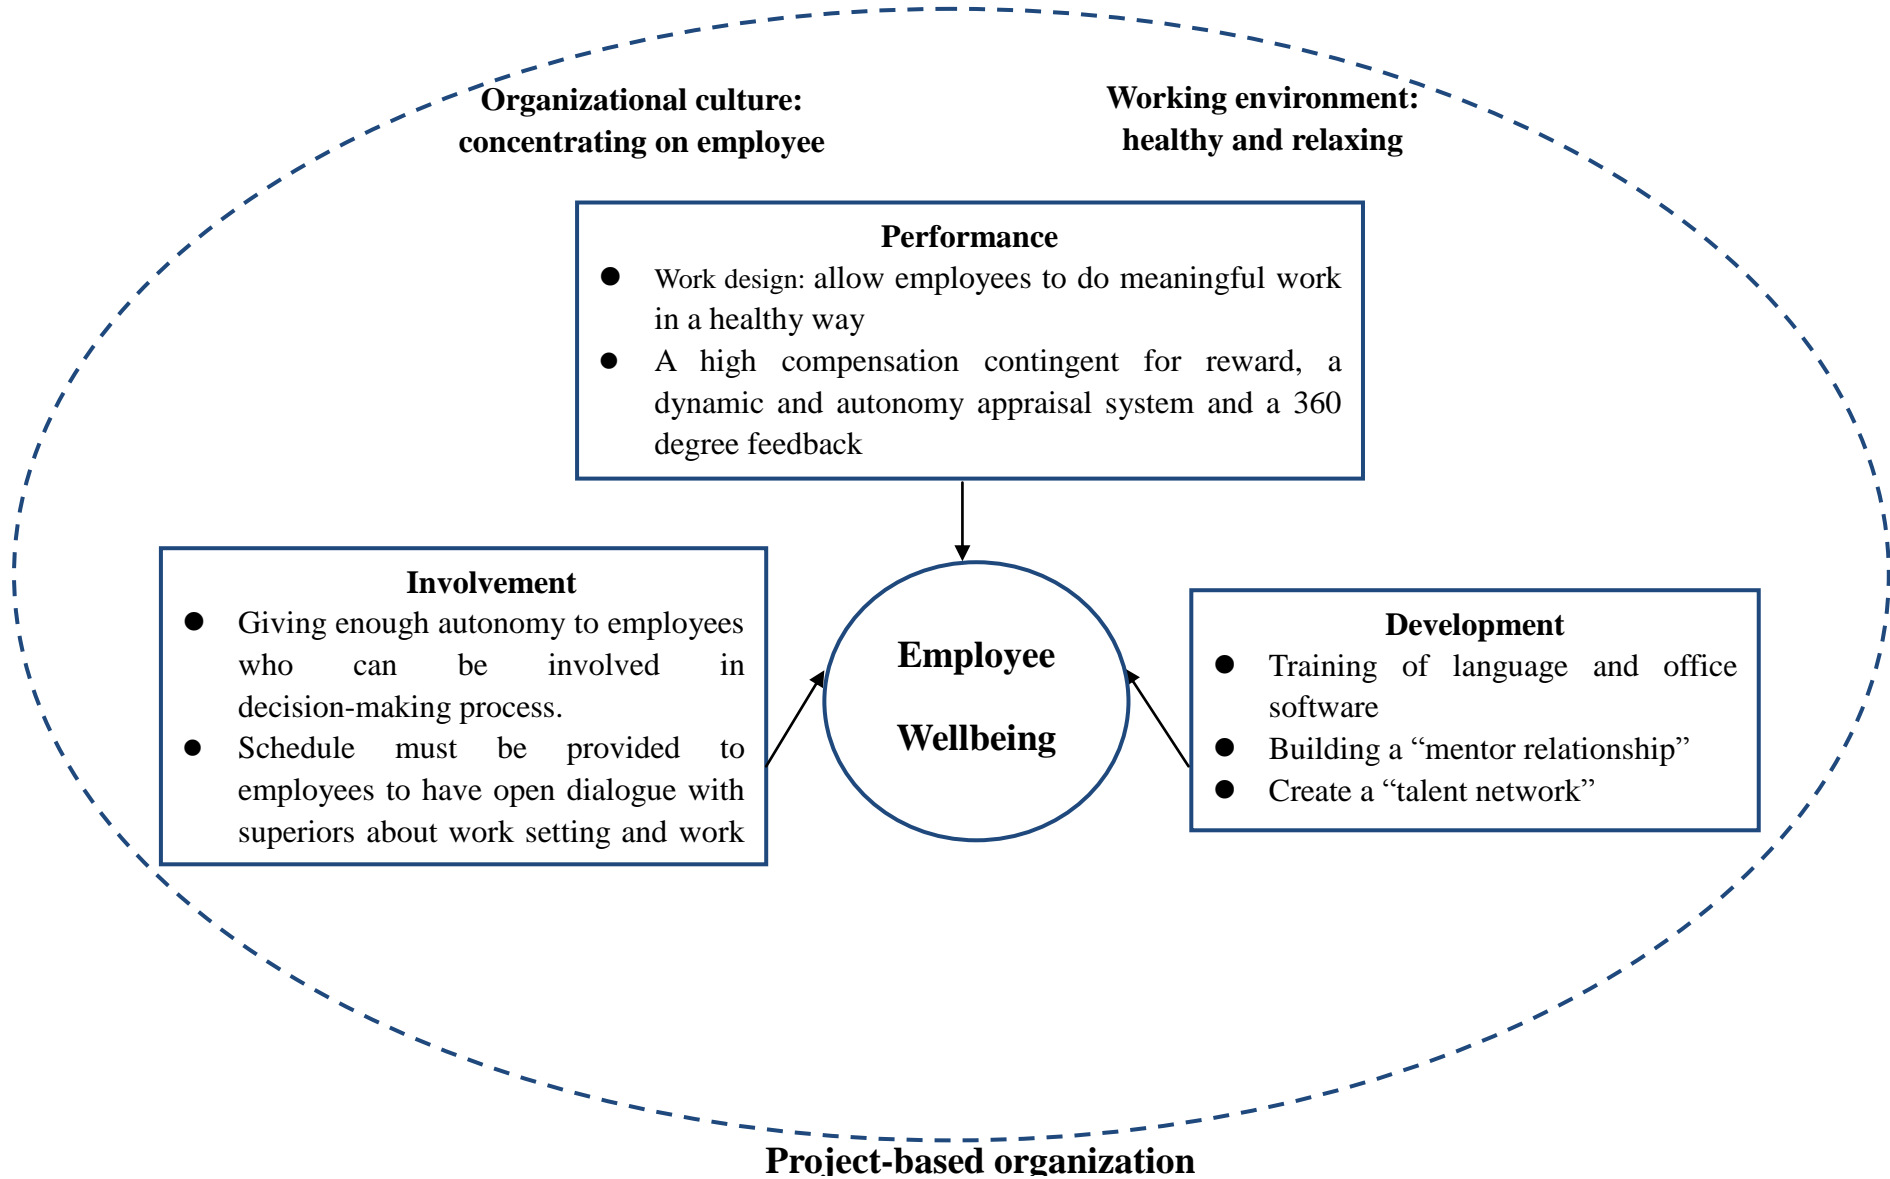 Organizational culture:
concentrating on employee
Working environment:
healthy and relaxing
Performance
● Work design: allow employees to do meaningful work
in a healthy way
● A high compensation contingent for reward, a
dynamic and autonomy appraisal system and a 360
degree feedback
Involvement
● Giving enough autonomy to employees
who can be involved in
decision-making process.
● Schedule must be provided to
employees to have open dialogue with
superiors about work setting and work
Employee
Wellbeing
Development
● Training of language and office
software
● Building a “mentor relationship”
● Create a “talent network”
Project-based organization